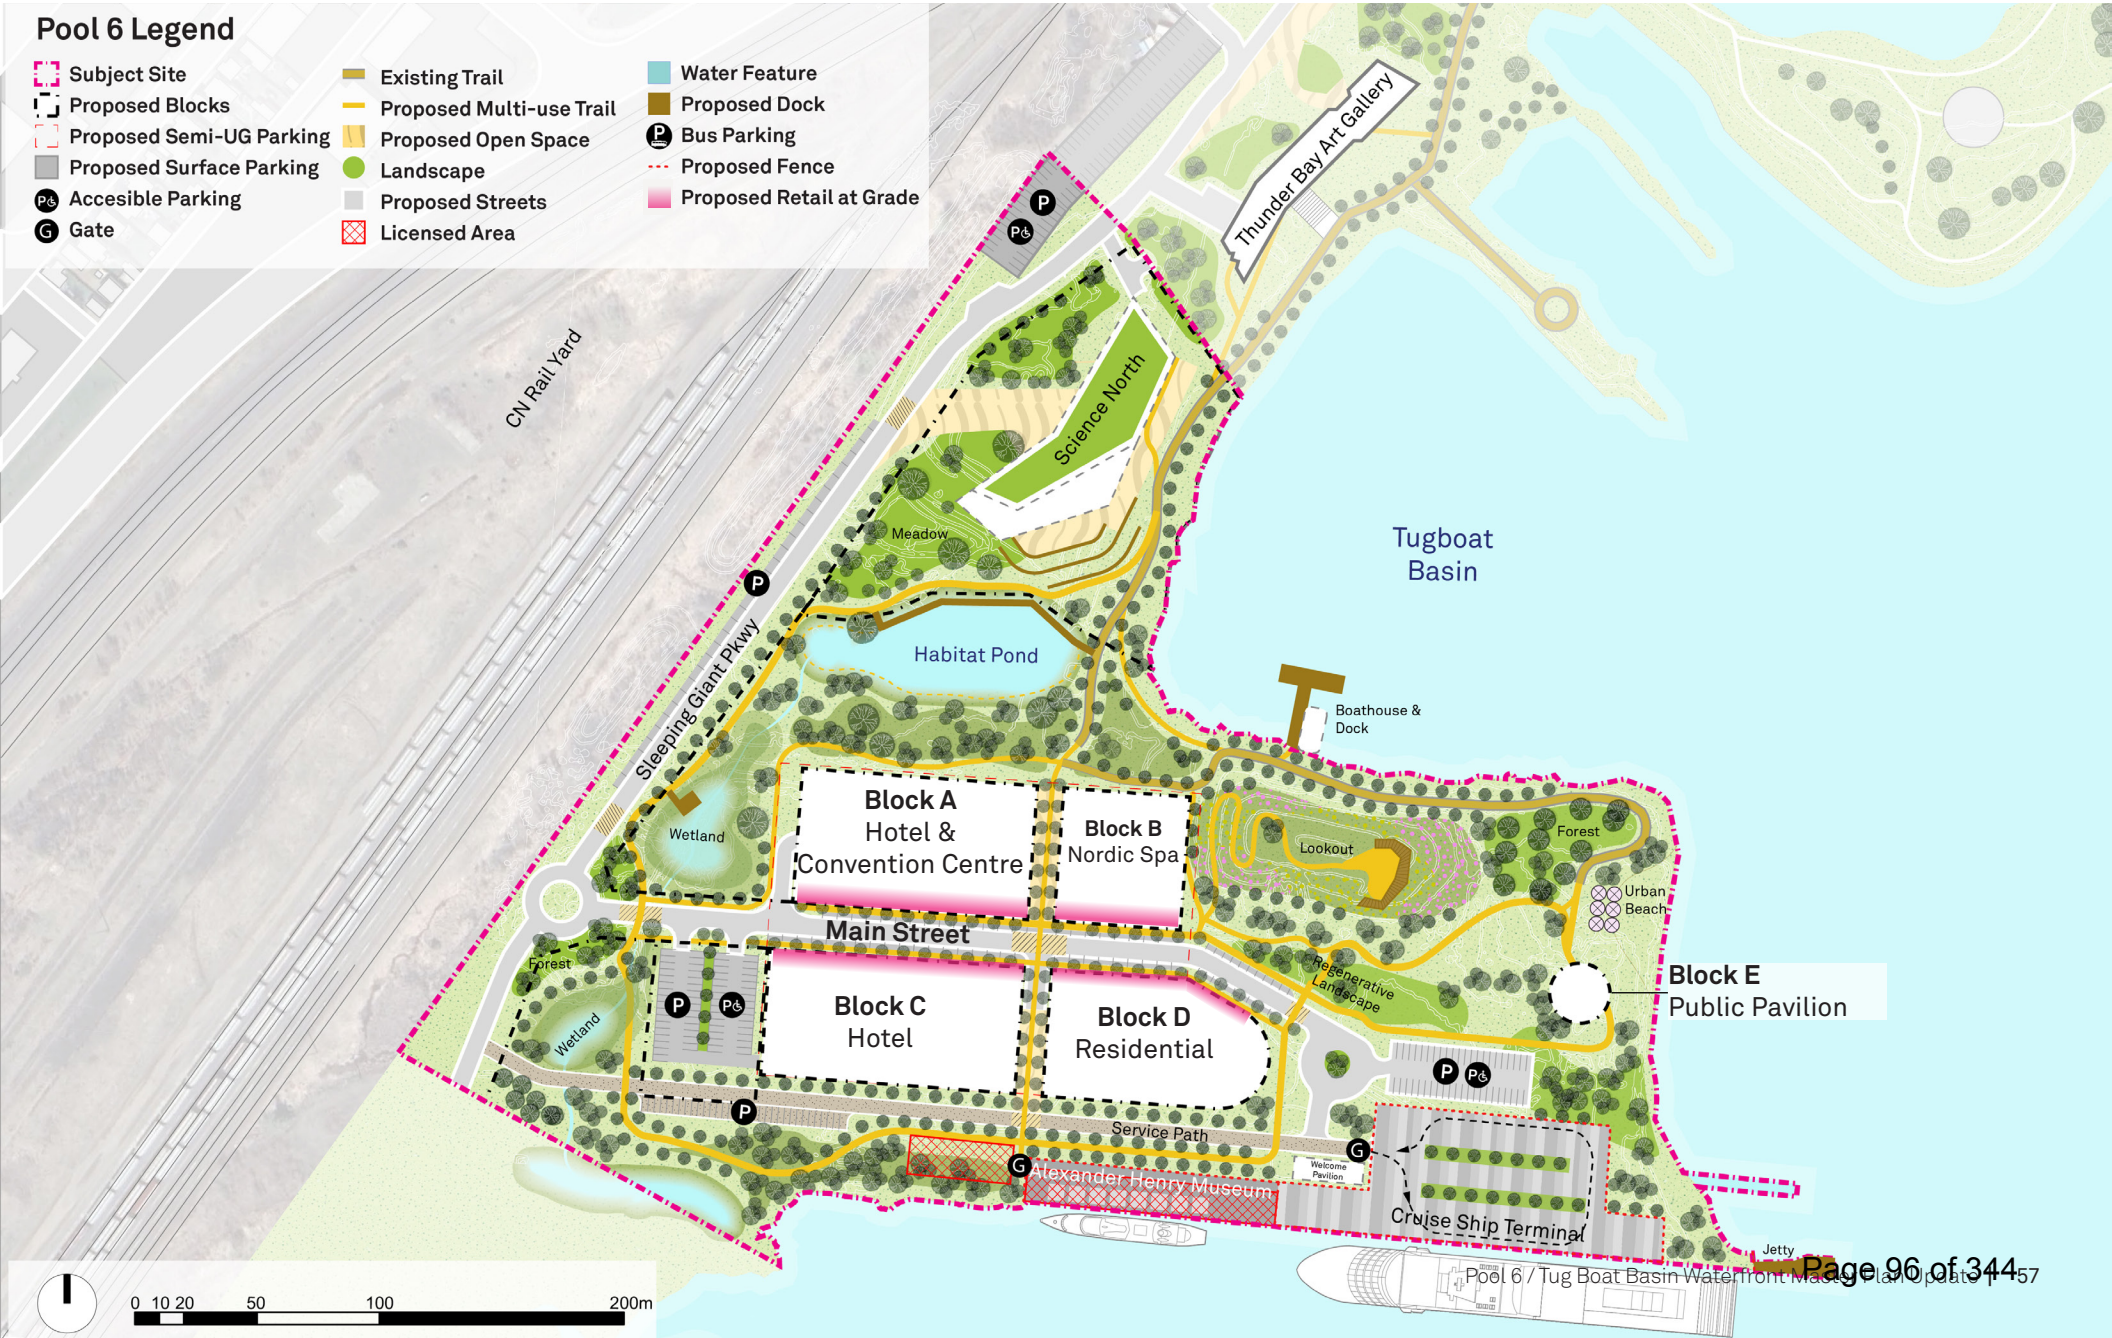 Pool 6 Legend
Subject Site
Proposed Blocks
Proposed Semi-UG Parking
Proposed Surface Parking
P Accesible Parking
G Gate
Existing Trail
Proposed Multi-use Trail
Proposed Open Space
Landscape
Proposed Streets
Licensed Area
Water Feature
Proposed Dock
P Bus Parking
Proposed Fence
Proposed Retail at Grade
Thunder Bay Art Gallery
P
P
CN Rail Yard
Science North
Meadow
Tugboat
Basin
P
Habitat Pond
Sleeping Giant Pkwy
Boathouse &
Dock
Block A
Hotel &
Convention Centre
Block B
Nordic Spa
Wetland
Lookout
Forest
Urban
Beach
Main Street
Forest
Regenerative
Landscape
Block E
Public Pavilion
P
P
Block C
Hotel
Block D
Residential
Wetland
P
P
P
Service Path
G
G
Welcome
Pavilion
Alexander Henry Museum
Cruise Ship Terminal
Jetty
Page 96 of 344
Pool 6 / Tug Boat Basin Waterfront Master Plan Update | 57
0 10 20 50 100 200m